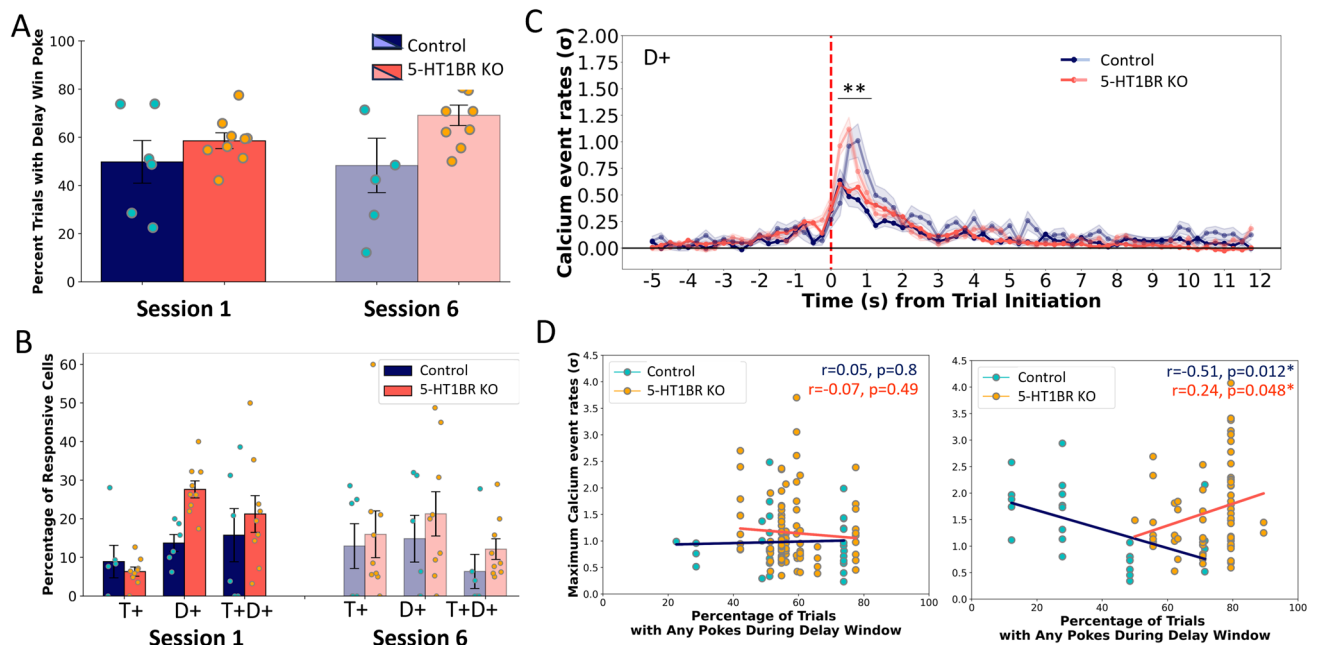 A
Percent Trials with Delay Win Poke
100
80
60
40
20
0
Control
5-HT1BR KO
Session 1
Session 6
B
Percentage of Responsive Cells
60
50
40
30
20
10
0
Control
5-HT1BR KO
T+ D+ T+D+ T+ D+ T+D+
Session 1
Session 6
C
Calcium event rates (σ)
2.00
1.75
1.50
1.25
1.00
0.75
0.50
0.25
0.00
D+
**
Control
5-HT1BR KO
-5 -4 -3 -2 -1 0 1 2 3 4 5 6 7 8 9 10 11 12
Time (s) from Trial Initiation
D
Maximum Calcium event rates (σ)
4.5
4.0
3.5
3.0
2.5
2.0
1.5
1.0
0.5
0.0
Control
5-HT1BR KO
r=0.05, p=0.8
r=-0.07, p=0.49
0 20 40 60 80 100
Percentage of Trials
with Any Pokes During Delay Window
4.5
4.0
3.5
3.0
2.5
2.0
1.5
1.0
0.5
0.0
Control
5-HT1BR KO
r=-0.51, p=0.012*
r=0.24, p=0.048*
0 20 40 60 80 100
Percentage of Trials
with Any Pokes During Delay Window